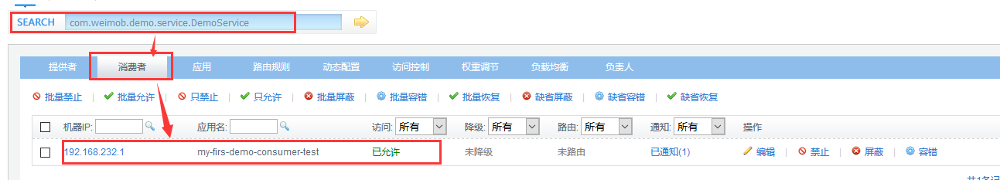 SEARCH com.weimob.demo.service.DemoService
提供者 消费者 应用 路由规则 动态配置 访问控制 权重调节 负载均衡 负责人
批量禁止 | 批量允许 | 只禁止 | 只允许 | 批量屏蔽 | 批量容错 | 批量恢复 | 缺省屏蔽 | 缺省容错 | 缺省恢复
机器IP: 应用名: 访问: 所有 降级: 所有 路由: 所有 通知: 所有 操作
192.168.232.1 my-firs-demo-consumer-test 已允许 未降级 未路由 已通知(1) 编辑 | 禁止 | 屏蔽 | 容错
共1条记